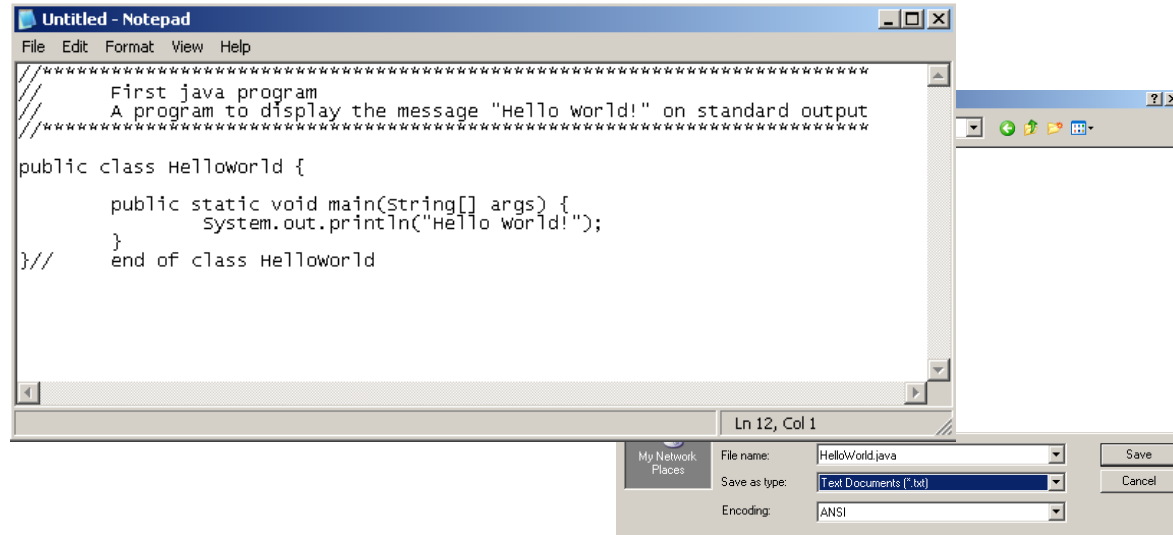 Untitled - Notepad
File Edit Format View Help
//************************************************************************
// First java program
// A program to display the message "Hello World!" on standard output
//************************************************************************
public class HelloWorld {
public static void main(String[] args) {
System.out.println("Hello World!");
}
}// end of class HelloWorld
Ln 12, Col 1
My Network
Places
File name: HelloWorld.java Save
Save as type: Text Documents (*.txt) Cancel
Encoding: ANSI